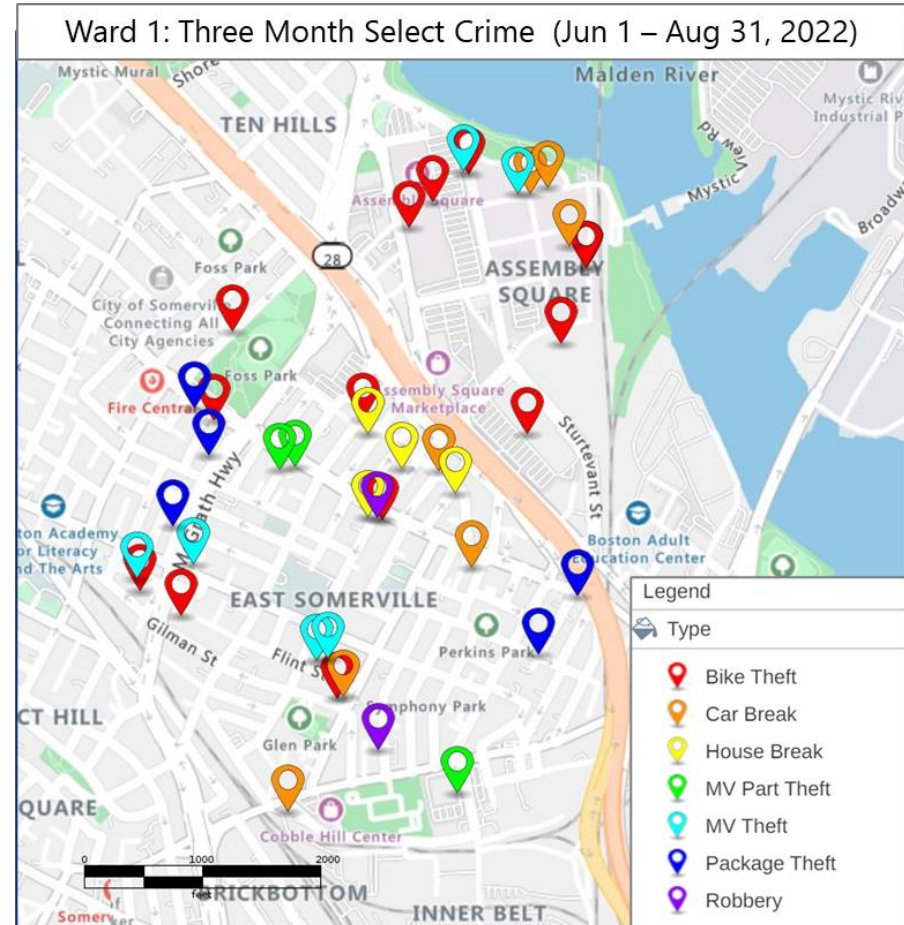 Ward 1: Three Month Select Crime (Jun 1 – Aug 31, 2022)
Mystic Mural
Shore
Malden River
Mystic Riv
Industrial P
TEN HILLS
View Rd
Mystic
Broadw
Assembly Square
28
Foss Park
ASSEMBLY
SQUARE
City of Somervill
Connecting All
City Agencies
Foss Park
Assembly Square
Marketplace
Fire Central
McGrath Hwy
Sturtevant St
ton Academy
or Literacy
nd The Arts
Boston Adult
Education Center
EAST SOMERVILLE
Gilman St
Flint St
Perkins Park
CT HILL
Symphony Park
Glen Park
QUARE
Cobble Hill Center
0 1000 2000
feet
BRICKBOTTOM
INNER BELT
Somerv
Legend
Type
Bike Theft
Car Break
House Break
MV Part Theft
MV Theft
Package Theft
Robbery